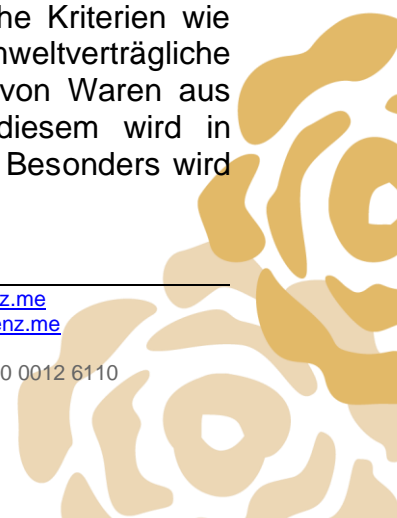 he Kriterien wie
mweltverträgliche
von Waren aus
diesem wird in
Besonders wird
z.me
enz.me
0 0012 6110